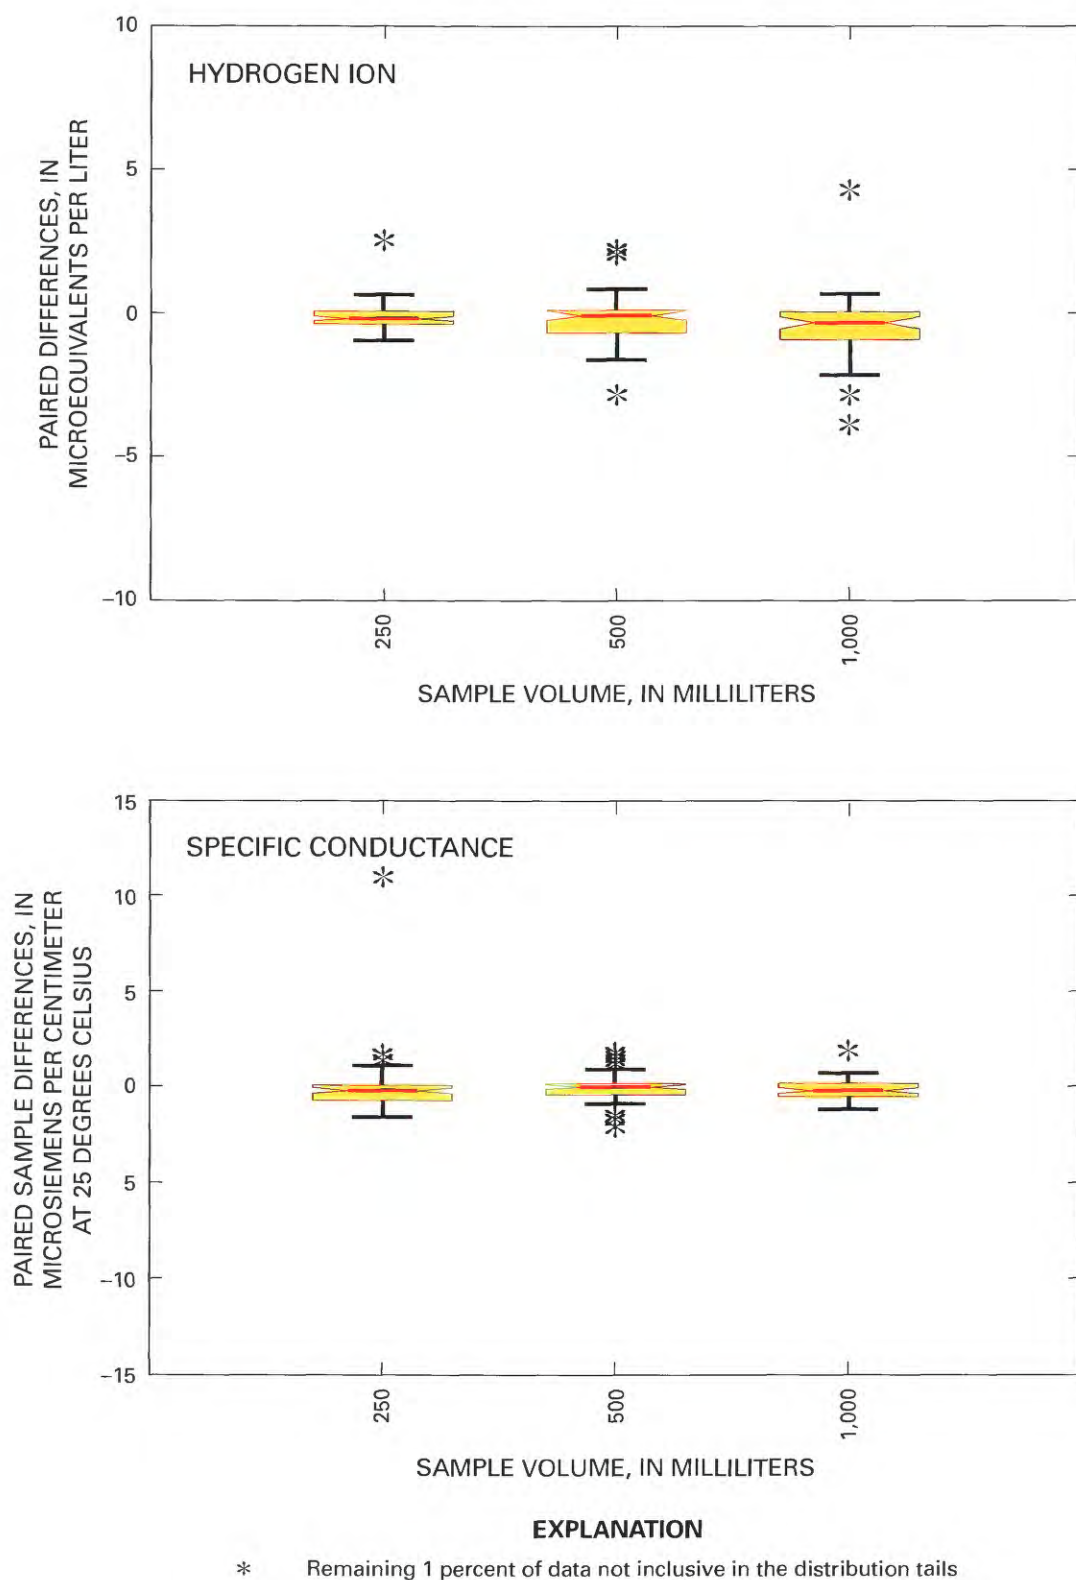 HYDROGEN ION
PAIRED DIFFERENCES, IN
MICROEQUIVALENTS PER LITER
10
5
0
−5
−10
250
500
1,000
SAMPLE VOLUME, IN MILLILITERS
SPECIFIC CONDUCTANCE
PAIRED SAMPLE DIFFERENCES, IN
MICROSIEMENS PER CENTIMETER
AT 25 DEGREES CELSIUS
15
10
5
0
5
−10
−15
250
500
1,000
SAMPLE VOLUME, IN MILLILITERS
EXPLANATION
* Remaining 1 percent of data not inclusive in the distribution tails